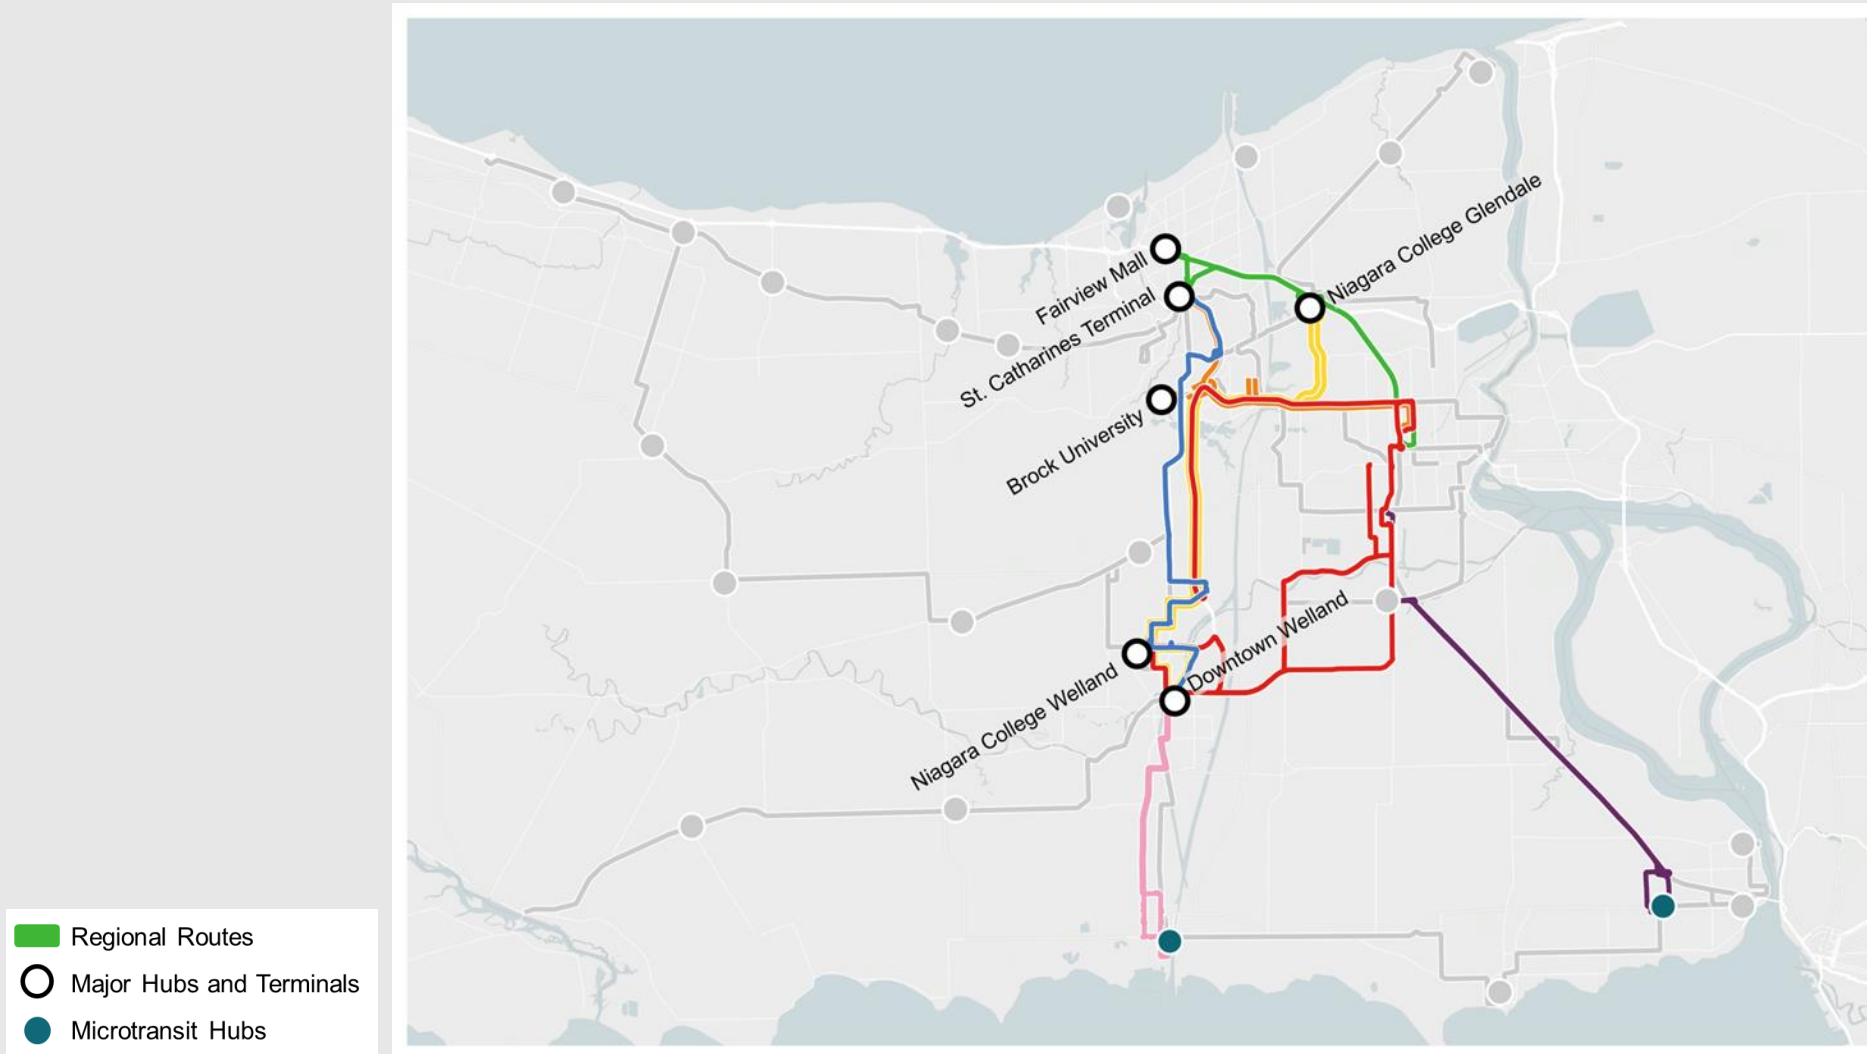 Niagara College Glendale
Fairview Mall
St. Catharines Terminal
Brock University
Downtown Welland
Niagara College Welland
Regional Routes
Major Hubs and Terminals
Microtransit Hubs